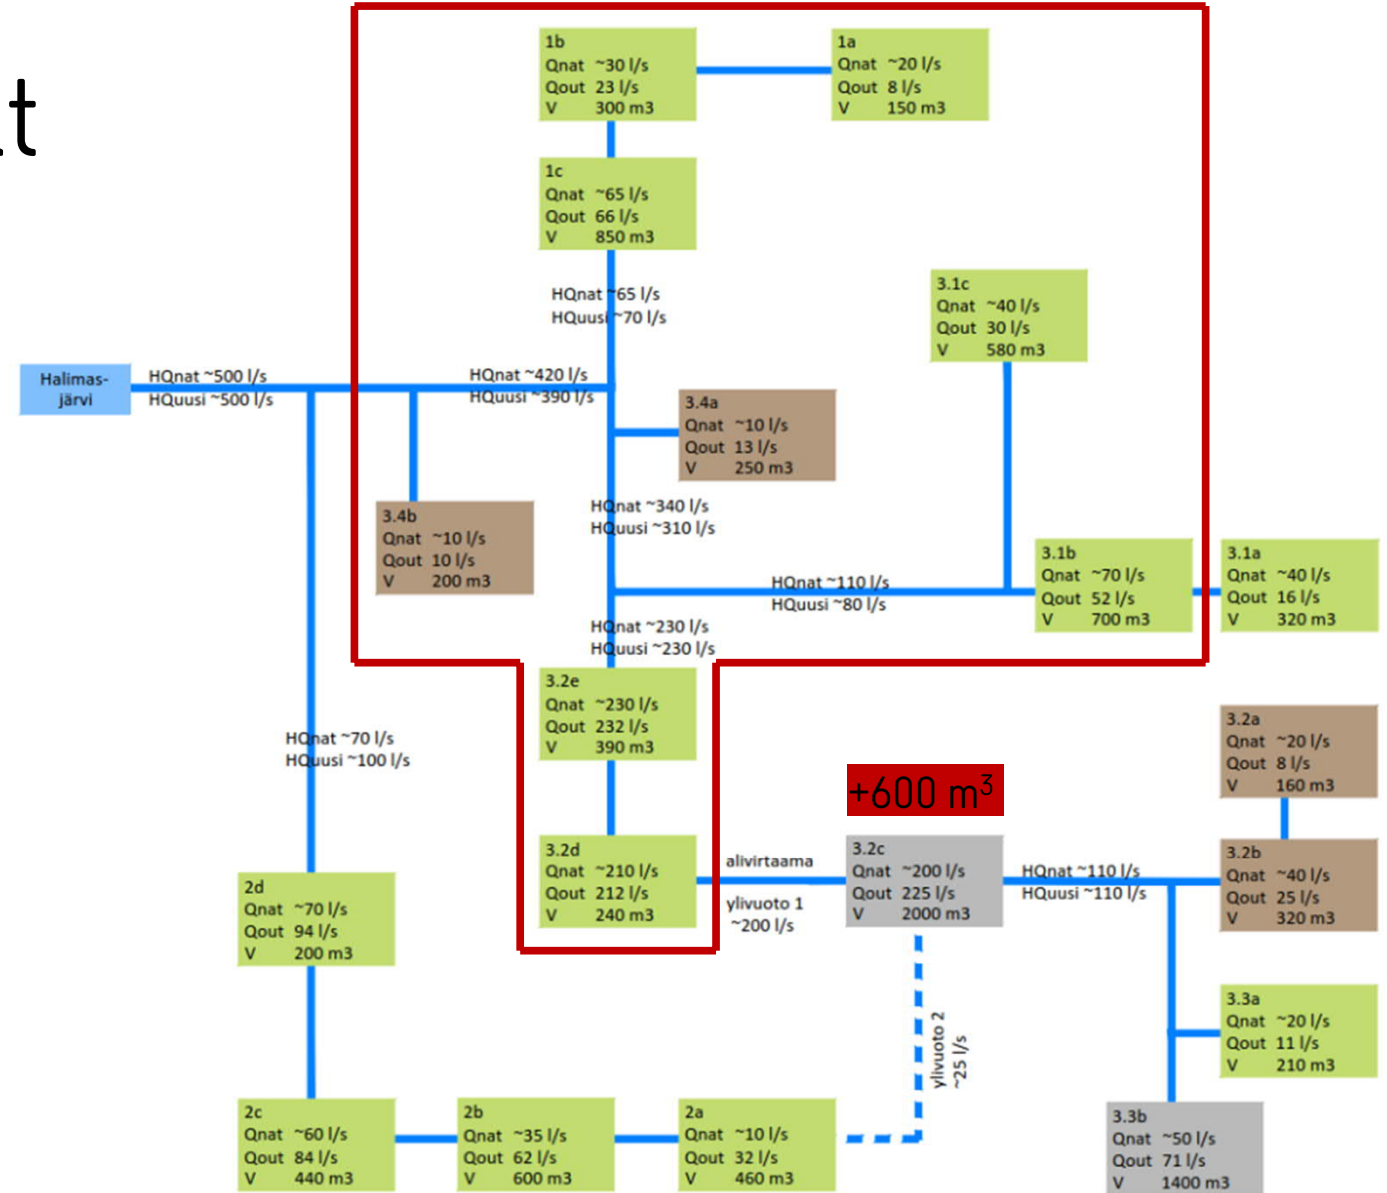 1b
Qnat ~30 l/s
Qout 23 l/s
V 300 m3
1a
Qnat ~20 l/s
Qout 8 l/s
V 150 m3
1c
Qnat ~65 l/s
Qout 66 l/s
V 850 m3
HQnat ~65 l/s
HQuusi ~70 l/s
3.1c
Qnat ~40 l/s
Qout 30 l/s
V 580 m3
Halimas-
järvi
HQnat ~500 l/s
HQuusi ~500 l/s
HQnat ~420 l/s
HQuusi ~390 l/s
3.4a
Qnat ~10 l/s
Qout 13 l/s
V 250 m3
3.4b
Qnat ~10 l/s
Qout 10 l/s
V 200 m3
HQnat ~340 l/s
HQuusi ~310 l/s
HQnat ~110 l/s
HQuusi ~80 l/s
3.1b
Qnat ~70 l/s
Qout 52 l/s
V 700 m3
3.1a
Qnat ~40 l/s
Qout 16 l/s
V 320 m3
HQnat ~230 l/s
HQuusi ~230 l/s
3.2e
Qnat ~230 l/s
Qout 232 l/s
V 390 m3
HQnat ~70 l/s
HQuusi ~100 l/s
3.2a
Qnat ~20 l/s
Qout 8 l/s
V 160 m3
+600 m³
3.2d
Qnat ~210 l/s
Qout 212 l/s
V 240 m3
alivirtaama
ylivuoto 1
~200 l/s
3.2c
Qnat ~200 l/s
Qout 225 l/s
V 2000 m3
HQnat ~110 l/s
HQuusi ~110 l/s
3.2b
Qnat ~40 l/s
Qout 25 l/s
V 320 m3
2d
Qnat ~70 l/s
Qout 94 l/s
V 200 m3
ylivuoto 2
~25 l/s
3.3a
Qnat ~20 l/s
Qout 11 l/s
V 210 m3
2c
Qnat ~60 l/s
Qout 84 l/s
V 440 m3
2b
Qnat ~35 l/s
Qout 62 l/s
V 600 m3
2a
Qnat ~10 l/s
Qout 32 l/s
V 460 m3
3.3b
Qnat ~50 l/s
Qout 71 l/s
V 1400 m3